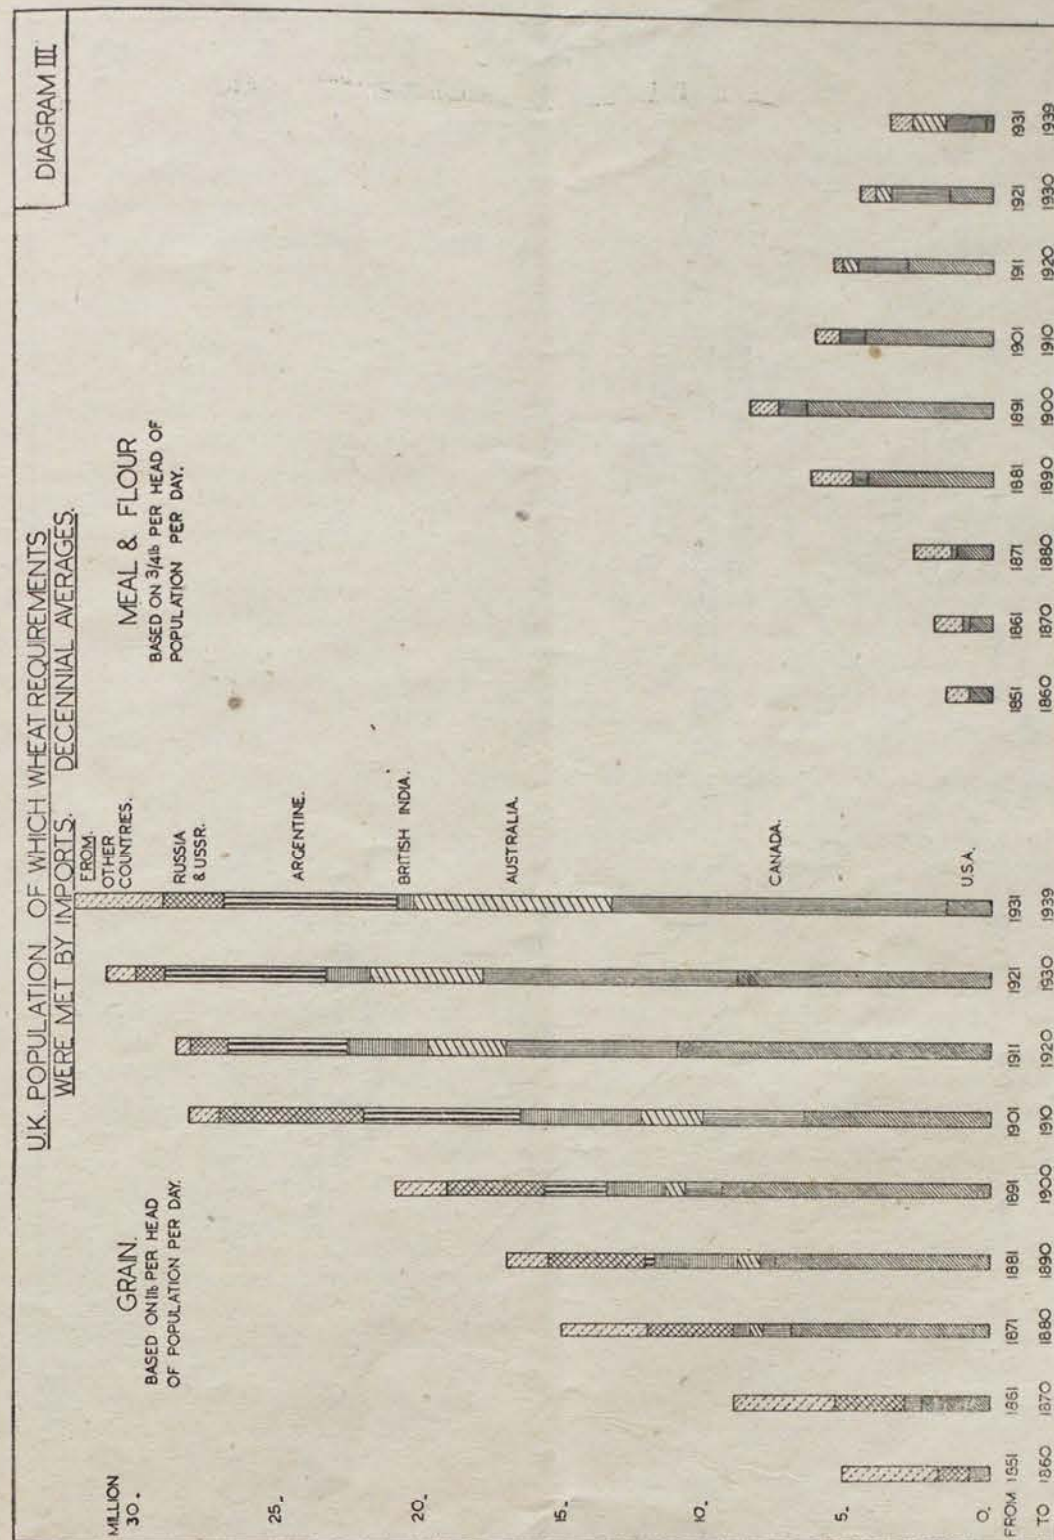 DIAGRAM III
U.K. POPULATION OF WHICH WHEAT REQUIREMENTS
WERE MET BY IMPORTS. DECENNIAL AVERAGES.
GRAIN.
BASED ON 1lb PER HEAD
OF POPULATION PER DAY.
MEAL & FLOUR
BASED ON 3/4lb PER HEAD OF
POPULATION PER DAY.
FROM.
OTHER
COUNTRIES.
RUSSIA
& USSR.
ARGENTINE.
BRITISH INDIA.
AUSTRALIA.
CANADA.
U.S.A.
MILLION
30.
25.
20.
15.
10.
5.
0.
FROM 1851 1861 1871 1881 1891 1901 1911 1921 1931 1851 1861 1871 1881 1891 1901 1911 1921 1931
TO 1860 1870 1880 1890 1900 1910 1920 1930 1939 1860 1870 1880 1890 1900 1910 1920 1930 1939